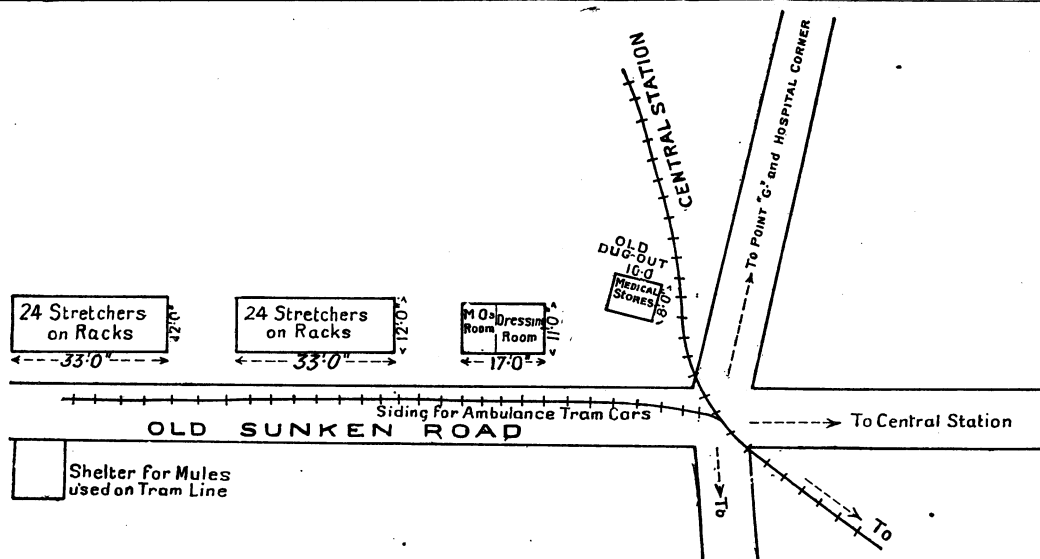 CENTRAL STATION
To POINT "G." and HOSPITAL CORNER
OLD
DUG-OUT
10·0
MEDICAL
STORES
8·0"
24 Stretchers
on Racks
12·0"
33·0"
24 Stretchers
on Racks
12·0"
33·0"
M Os
Room
Dressing
Room
11·0"
17·0"
Siding for Ambulance Tram Cars
OLD SUNKEN ROAD
To Central Station
Shelter for Mules
used on Tram Line
To
To